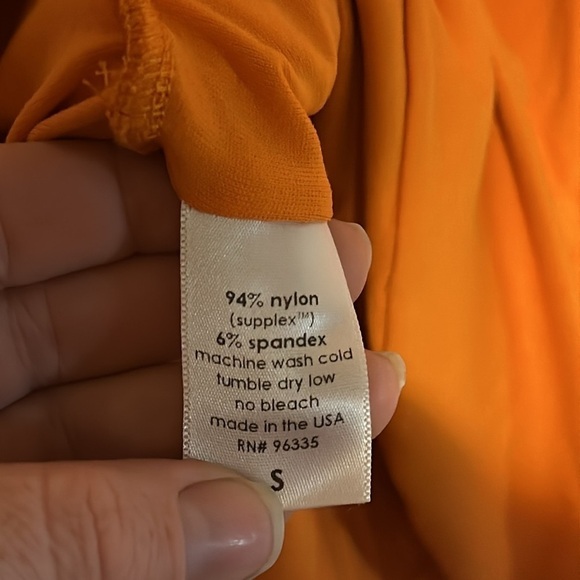 94% nylon
(supplex™)
6% spandex
machine wash cold
tumble dry low
no bleach
made in the USA
RN# 96335
S